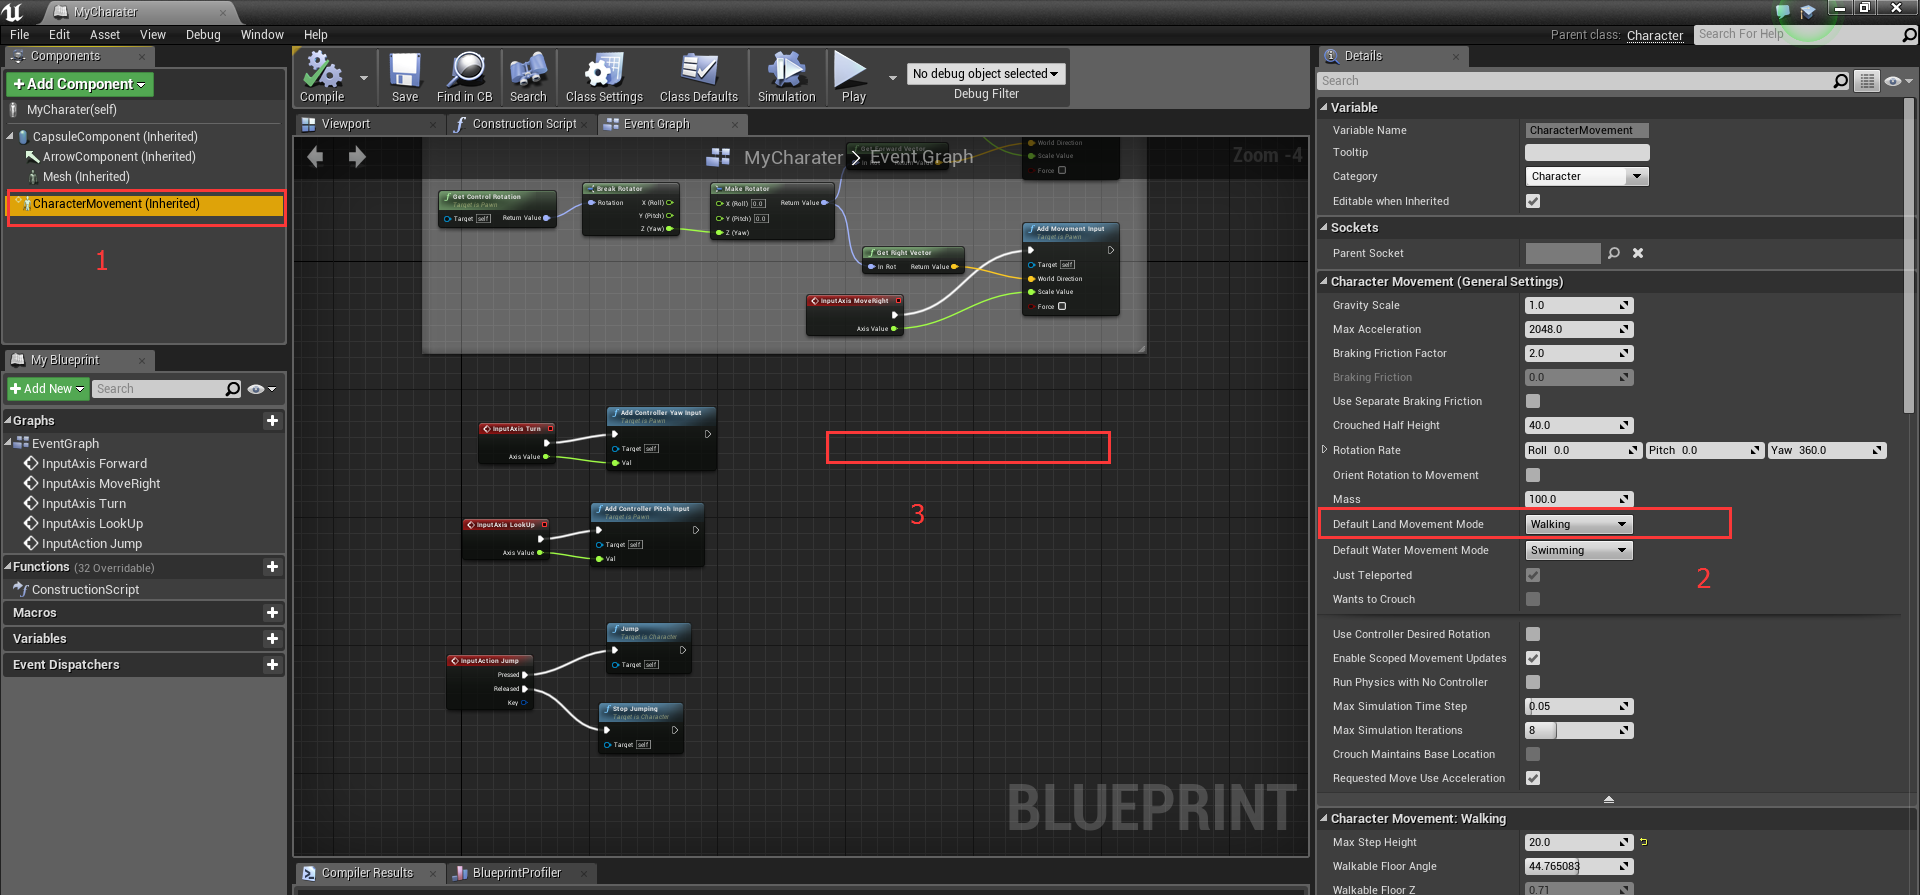 MyCharater
File Edit Asset View Debug Window Help
Parent class: Character
Search For Help
Components
+Add Component
MyCharater(self)
CapsuleComponent (Inherited)
ArrowComponent (Inherited)
Mesh (Inherited)
CharacterMovement (Inherited)
1
My Blueprint
+Add New
Search
Graphs
EventGraph
InputAxis Forward
InputAxis MoveRight
InputAxis Turn
InputAxis LookUp
InputAction Jump
Functions (32 Overridable)
ConstructionScript
Macros
Variables
Event Dispatchers
Compile
Save
Find in CB
Search
Class Settings
Class Defaults
Simulation
Play
No debug object selected
Debug Filter
Viewport
Construction Script
Event Graph
MyCharater > Event Graph
Zoom -4
Get Forward Vector
In Rot
Return Value
World Direction
Scale Value
Force
Get Control Rotation
Target is Pawn
Target self
Return Value
Break Rotator
Rotation
X (Roll)
Y (Pitch)
Z (Yaw)
Make Rotator
X (Roll) 0.0
Return Value
Y (Pitch) 0.0
Z (Yaw)
Get Right Vector
In Rot
Return Value
Add Movement Input
Target is Pawn
Target self
World Direction
Scale Value
Force
InputAxis MoveRight
Axis Value
InputAxis Turn
Axis Value
Add Controller Yaw Input
Target is Pawn
Target self
Val
InputAxis LookUp
Axis Value
Add Controller Pitch Input
Target is Pawn
Target self
Val
3
InputAction Jump
Pressed
Released
Key
Jump
Target is Character
Target self
Stop Jumping
Target is Character
Target self
BLUEPRINT
Compiler Results
BlueprintProfiler
Details
Search
Variable
Variable Name CharacterMovement
Tooltip
Category Character
Editable when Inherited
Sockets
Parent Socket
Character Movement (General Settings)
Gravity Scale 1.0
Max Acceleration 2048.0
Braking Friction Factor 2.0
Braking Friction 0.0
Use Separate Braking Friction
Crouched Half Height 40.0
Rotation Rate Roll 0.0 Pitch 0.0 Yaw 360.0
Orient Rotation to Movement
Mass 100.0
Default Land Movement Mode Walking
Default Water Movement Mode Swimming
2
Just Teleported
Wants to Crouch
Use Controller Desired Rotation
Enable Scoped Movement Updates
Run Physics with No Controller
Max Simulation Time Step 0.05
Max Simulation Iterations 8
Crouch Maintains Base Location
Requested Move Use Acceleration
Character Movement: Walking
Max Step Height 20.0
Walkable Floor Angle 44.765083
Walkable Floor Z 0.71